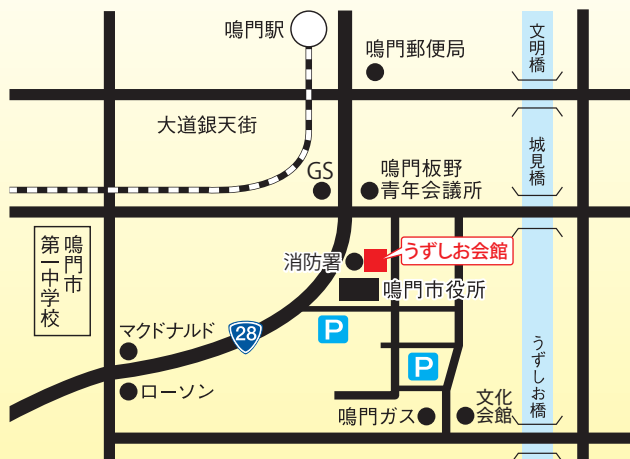 鳴門駅
鳴門郵便局
文明橋
大道銀天街
城見橋
GS
鳴門板野
青年会議所
鳴門市
第一中学校
消防署
うずしお会館
鳴門市役所
マクドナルド
28
P
P
うずしお橋
ローソン
鳴門ガス
文化
会館